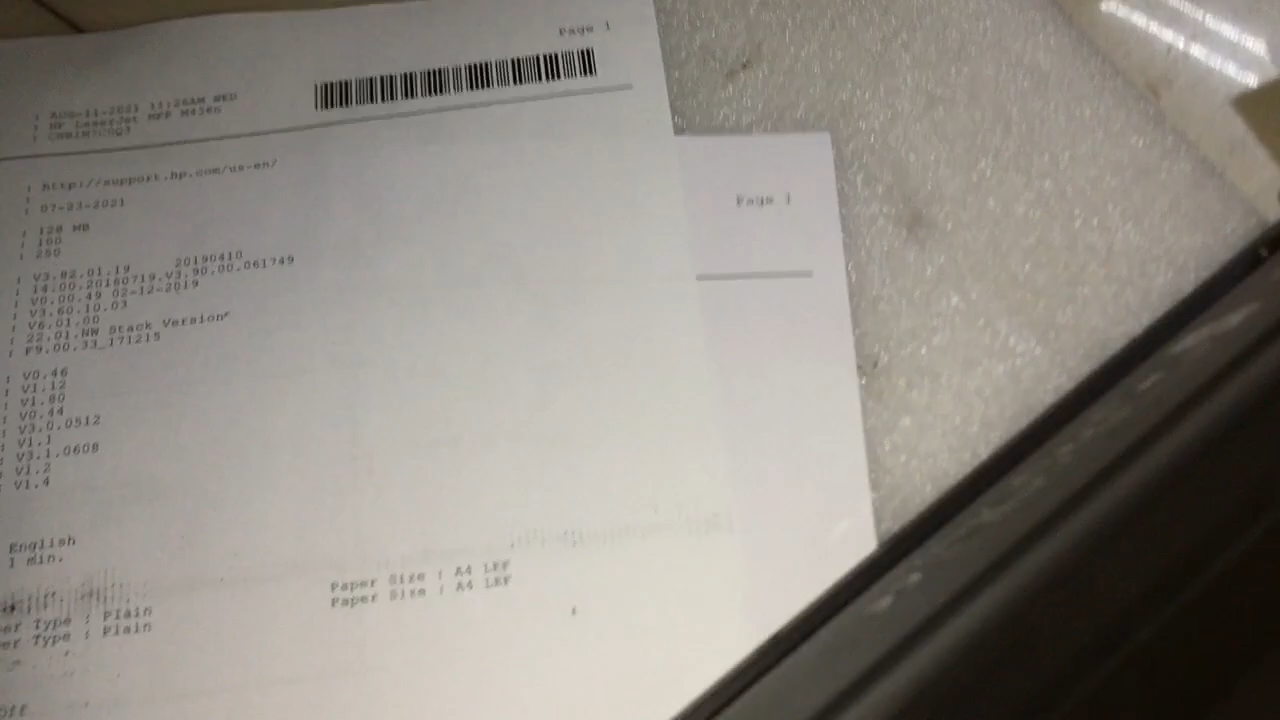 Page 1
: AUG-11-2021 11:26AM WED
: HP LaserJet MFP M436n
: http://support.hp.com/us-en/
:
: 07-23-2021
: 128 MB
: 100
: 250
: V3.82.01.19 20190410
: 14.00.20160719.V3.90.00.061749
: V0.00.49 02-12-2019
: V3.60.10.03
: V6.01.00
: 22.01.NW Stack Version"
: F9.00.33_171215
: V0.46
: V1.12
: V1.80
: V0.44
: V3.0.0512
: V1.1
: V3.1.0608
: V1.2
: V1.4
English
1 min.
er Type : Plain Paper Size : A4 LEF
er Type : Plain Paper Size : A4 LEF
Off
Page 1